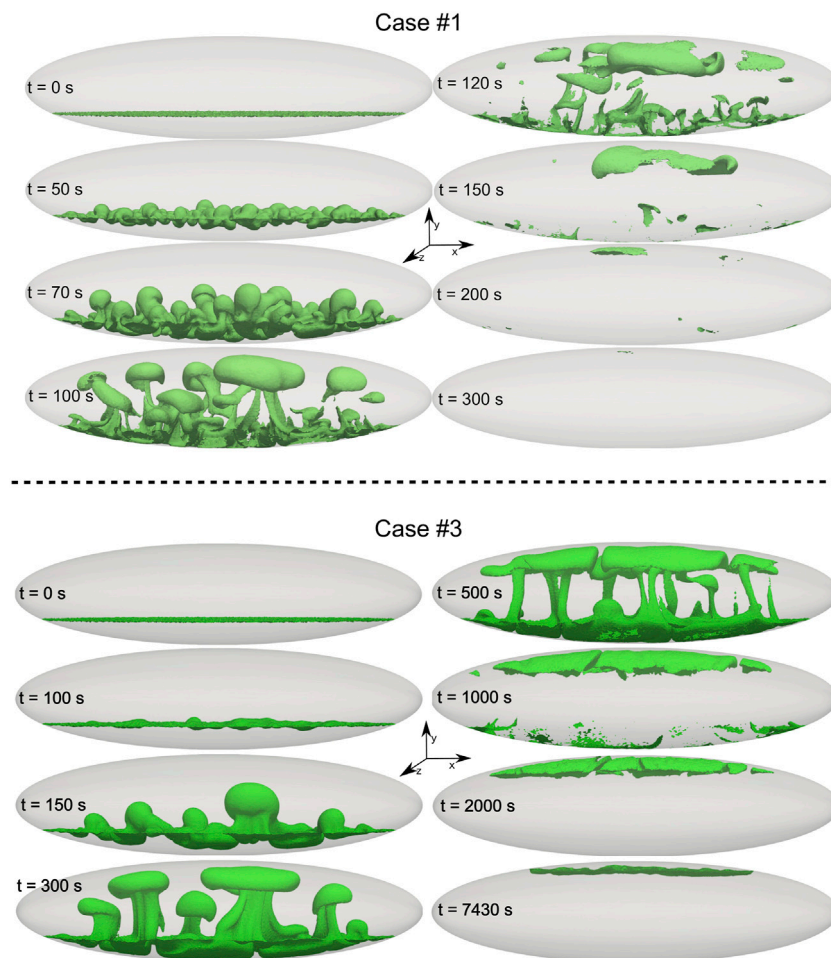 Case #1
t = 0 s
t = 50 s
t = 70 s
t = 100 s
t = 120 s
t = 150 s
t = 200 s
t = 300 s
y
x
z
Case #3
t = 0 s
t = 100 s
t = 150 s
t = 300 s
t = 500 s
t = 1000 s
t = 2000 s
t = 7430 s
y
x
z